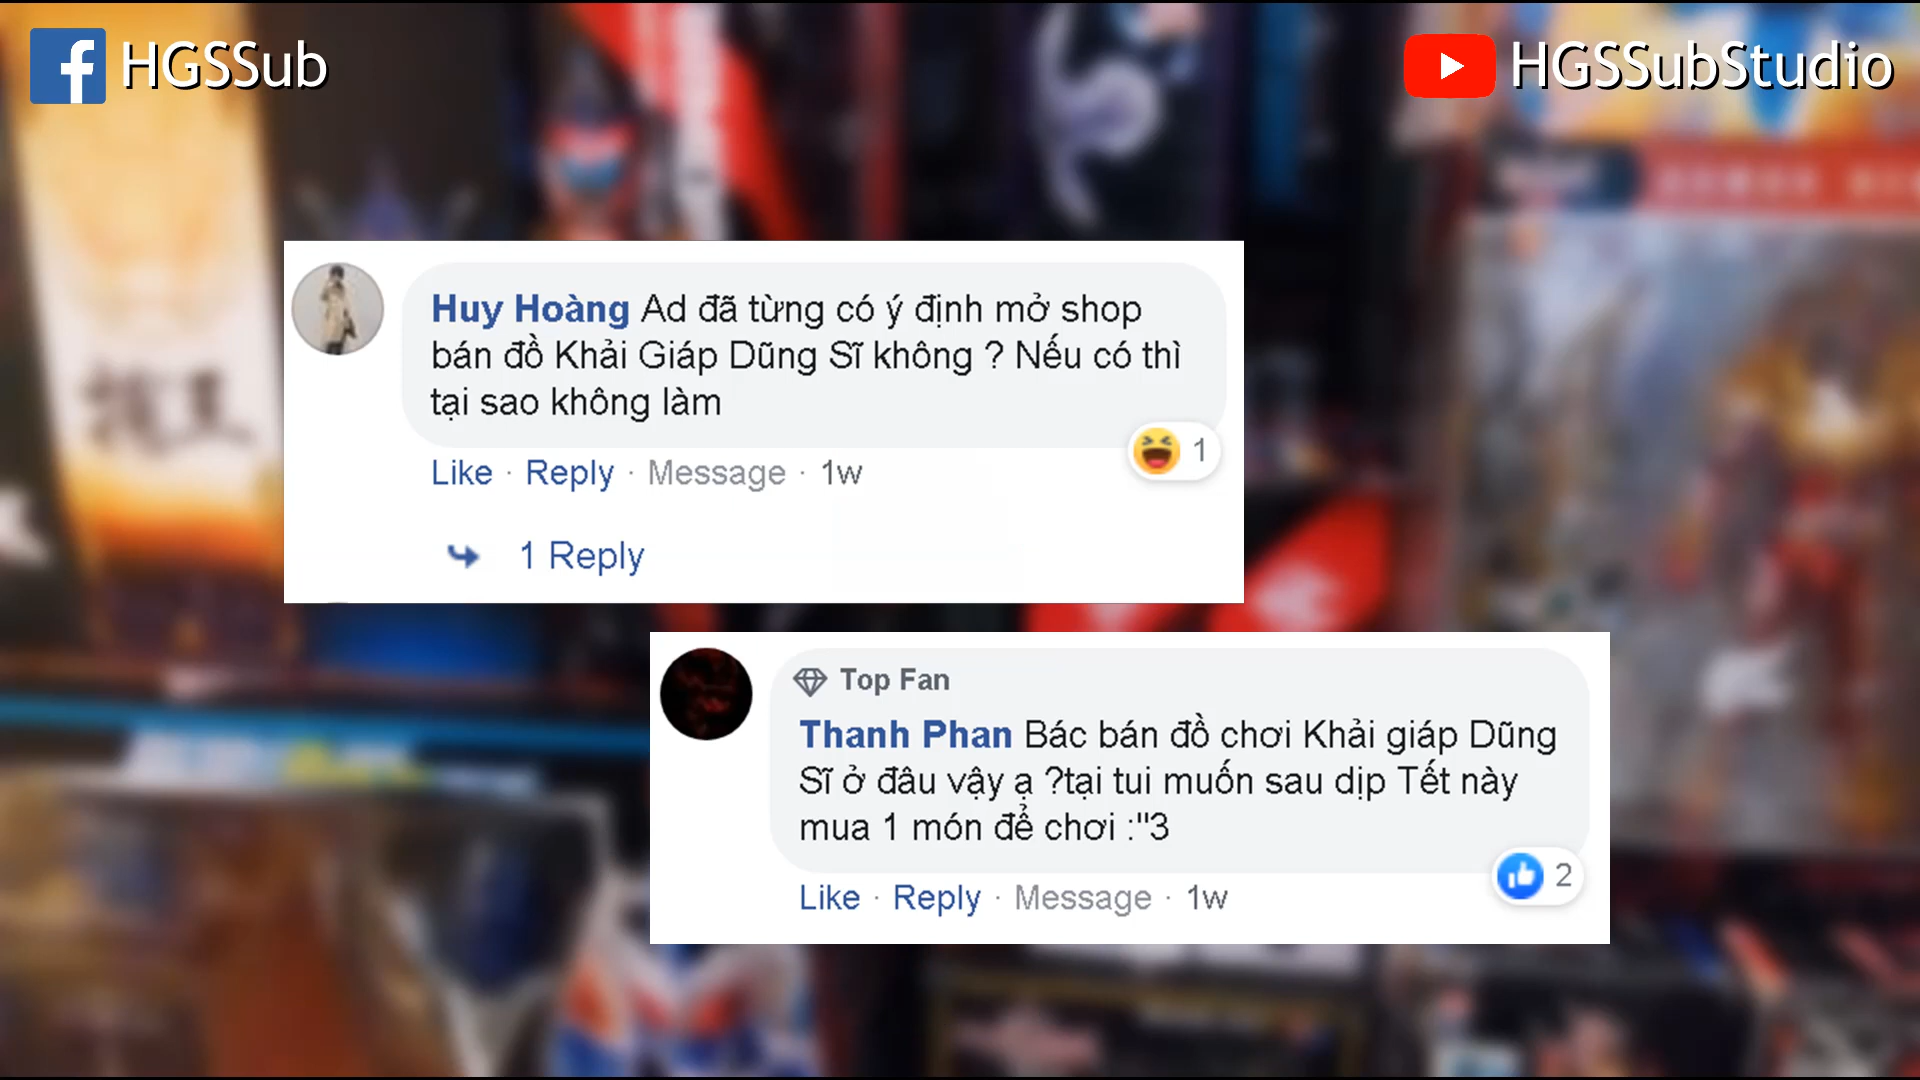 HGSSub
HGSSubStudio
Huy Hoàng Ad đã từng có ý định mở shop
bán đồ Khải Giáp Dũng Sĩ không ? Nếu có thì
tại sao không làm
1
Like · Reply · Message · 1w
1 Reply
Top Fan
Thanh Phan Bác bán đồ chơi Khải giáp Dũng
Sĩ ở đâu vậy ạ ?tại tui muốn sau dịp Tết này
mua 1 món để chơi :"3
2
Like · Reply · Message · 1w